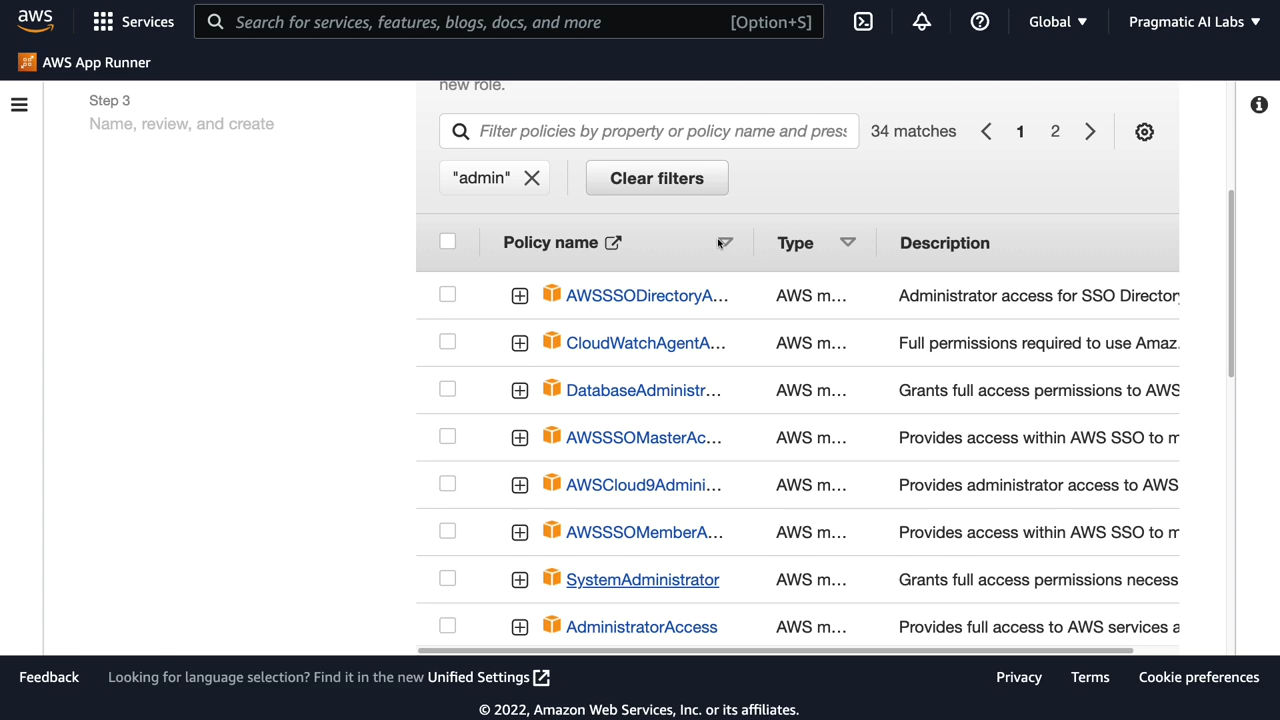 aws
Services
Search for services, features, blogs, docs, and more
[Option+S]
Global
Pragmatic AI Labs
AWS App Runner
new role.
Step 3
Name, review, and create
Filter policies by property or policy name and press
34 matches
1
2
"admin"
Clear filters
Policy name
Type
Description
AWSSSODirectoryA... AWS m... Administrator access for SSO Directory
CloudWatchAgentA... AWS m... Full permissions required to use Amaz.
DatabaseAdministr... AWS m... Grants full access permissions to AWS
AWSSSOMasterAc... AWS m... Provides access within AWS SSO to m
AWSCloud9Admini... AWS m... Provides administrator access to AWS
AWSSSOMemberA... AWS m... Provides access within AWS SSO to m
SystemAdministrator AWS m... Grants full access permissions necess
AdministratorAccess AWS m... Provides full access to AWS services a
Feedback
Looking for language selection? Find it in the new Unified Settings
Privacy
Terms
Cookie preferences
© 2022, Amazon Web Services, Inc. or its affiliates.